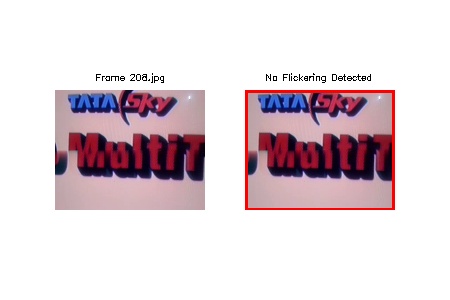 Frame 208.jpg
No Flickering Detected
TATA Sky
TATA Sky
MultiT
MultiT